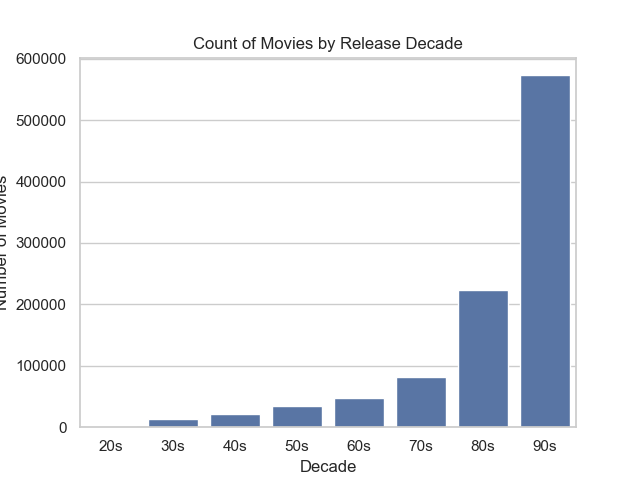 Count of Movies by Release Decade
Number of Movies
600000
500000
400000
300000
200000
100000
0
20s 30s 40s 50s 60s 70s 80s 90s
Decade